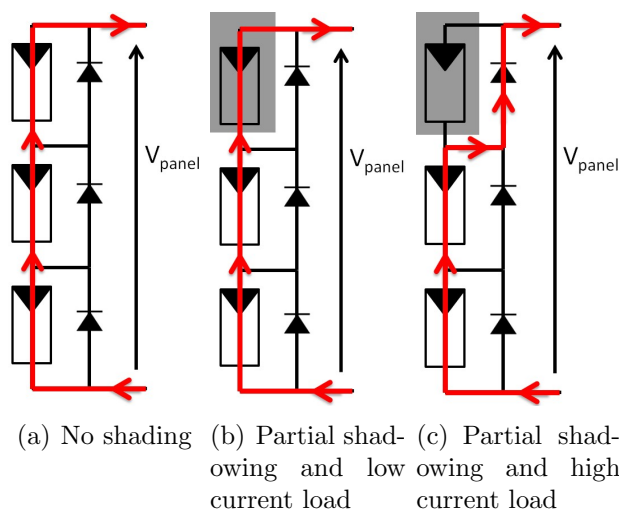 V_panel
V_panel
V_panel
(a) No shading
(b) Partial shad-
owing and low
current load
(c) Partial shad-
owing and high
current load